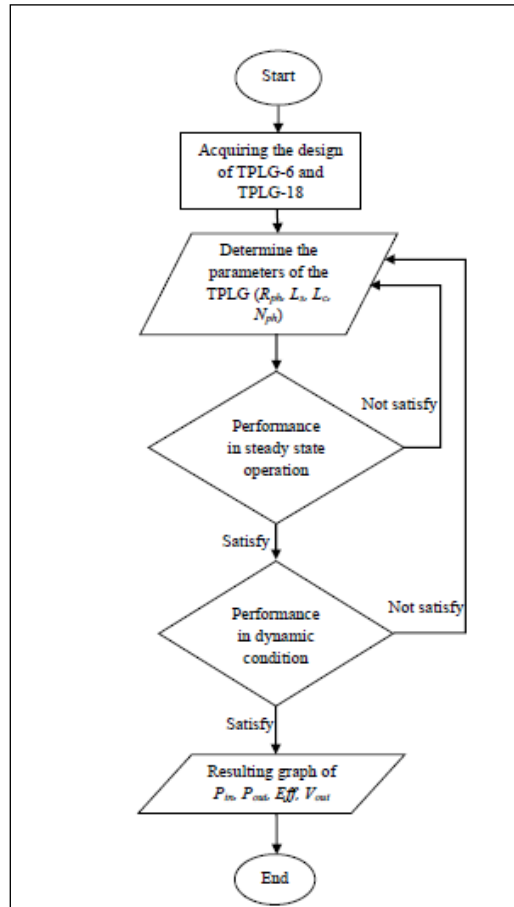 Start
Acquiring the design
of TPLG-6 and
TPLG-18
Determine the
parameters of the
TPLG (Rph, Ls, Lc,
Nph)
Not satisfy
Performance
in steady state
operation
Satisfy
Performance
in dynamic
condition
Not satisfy
Satisfy
Resulting graph of
Pin, Pout, Eff, Vout
End